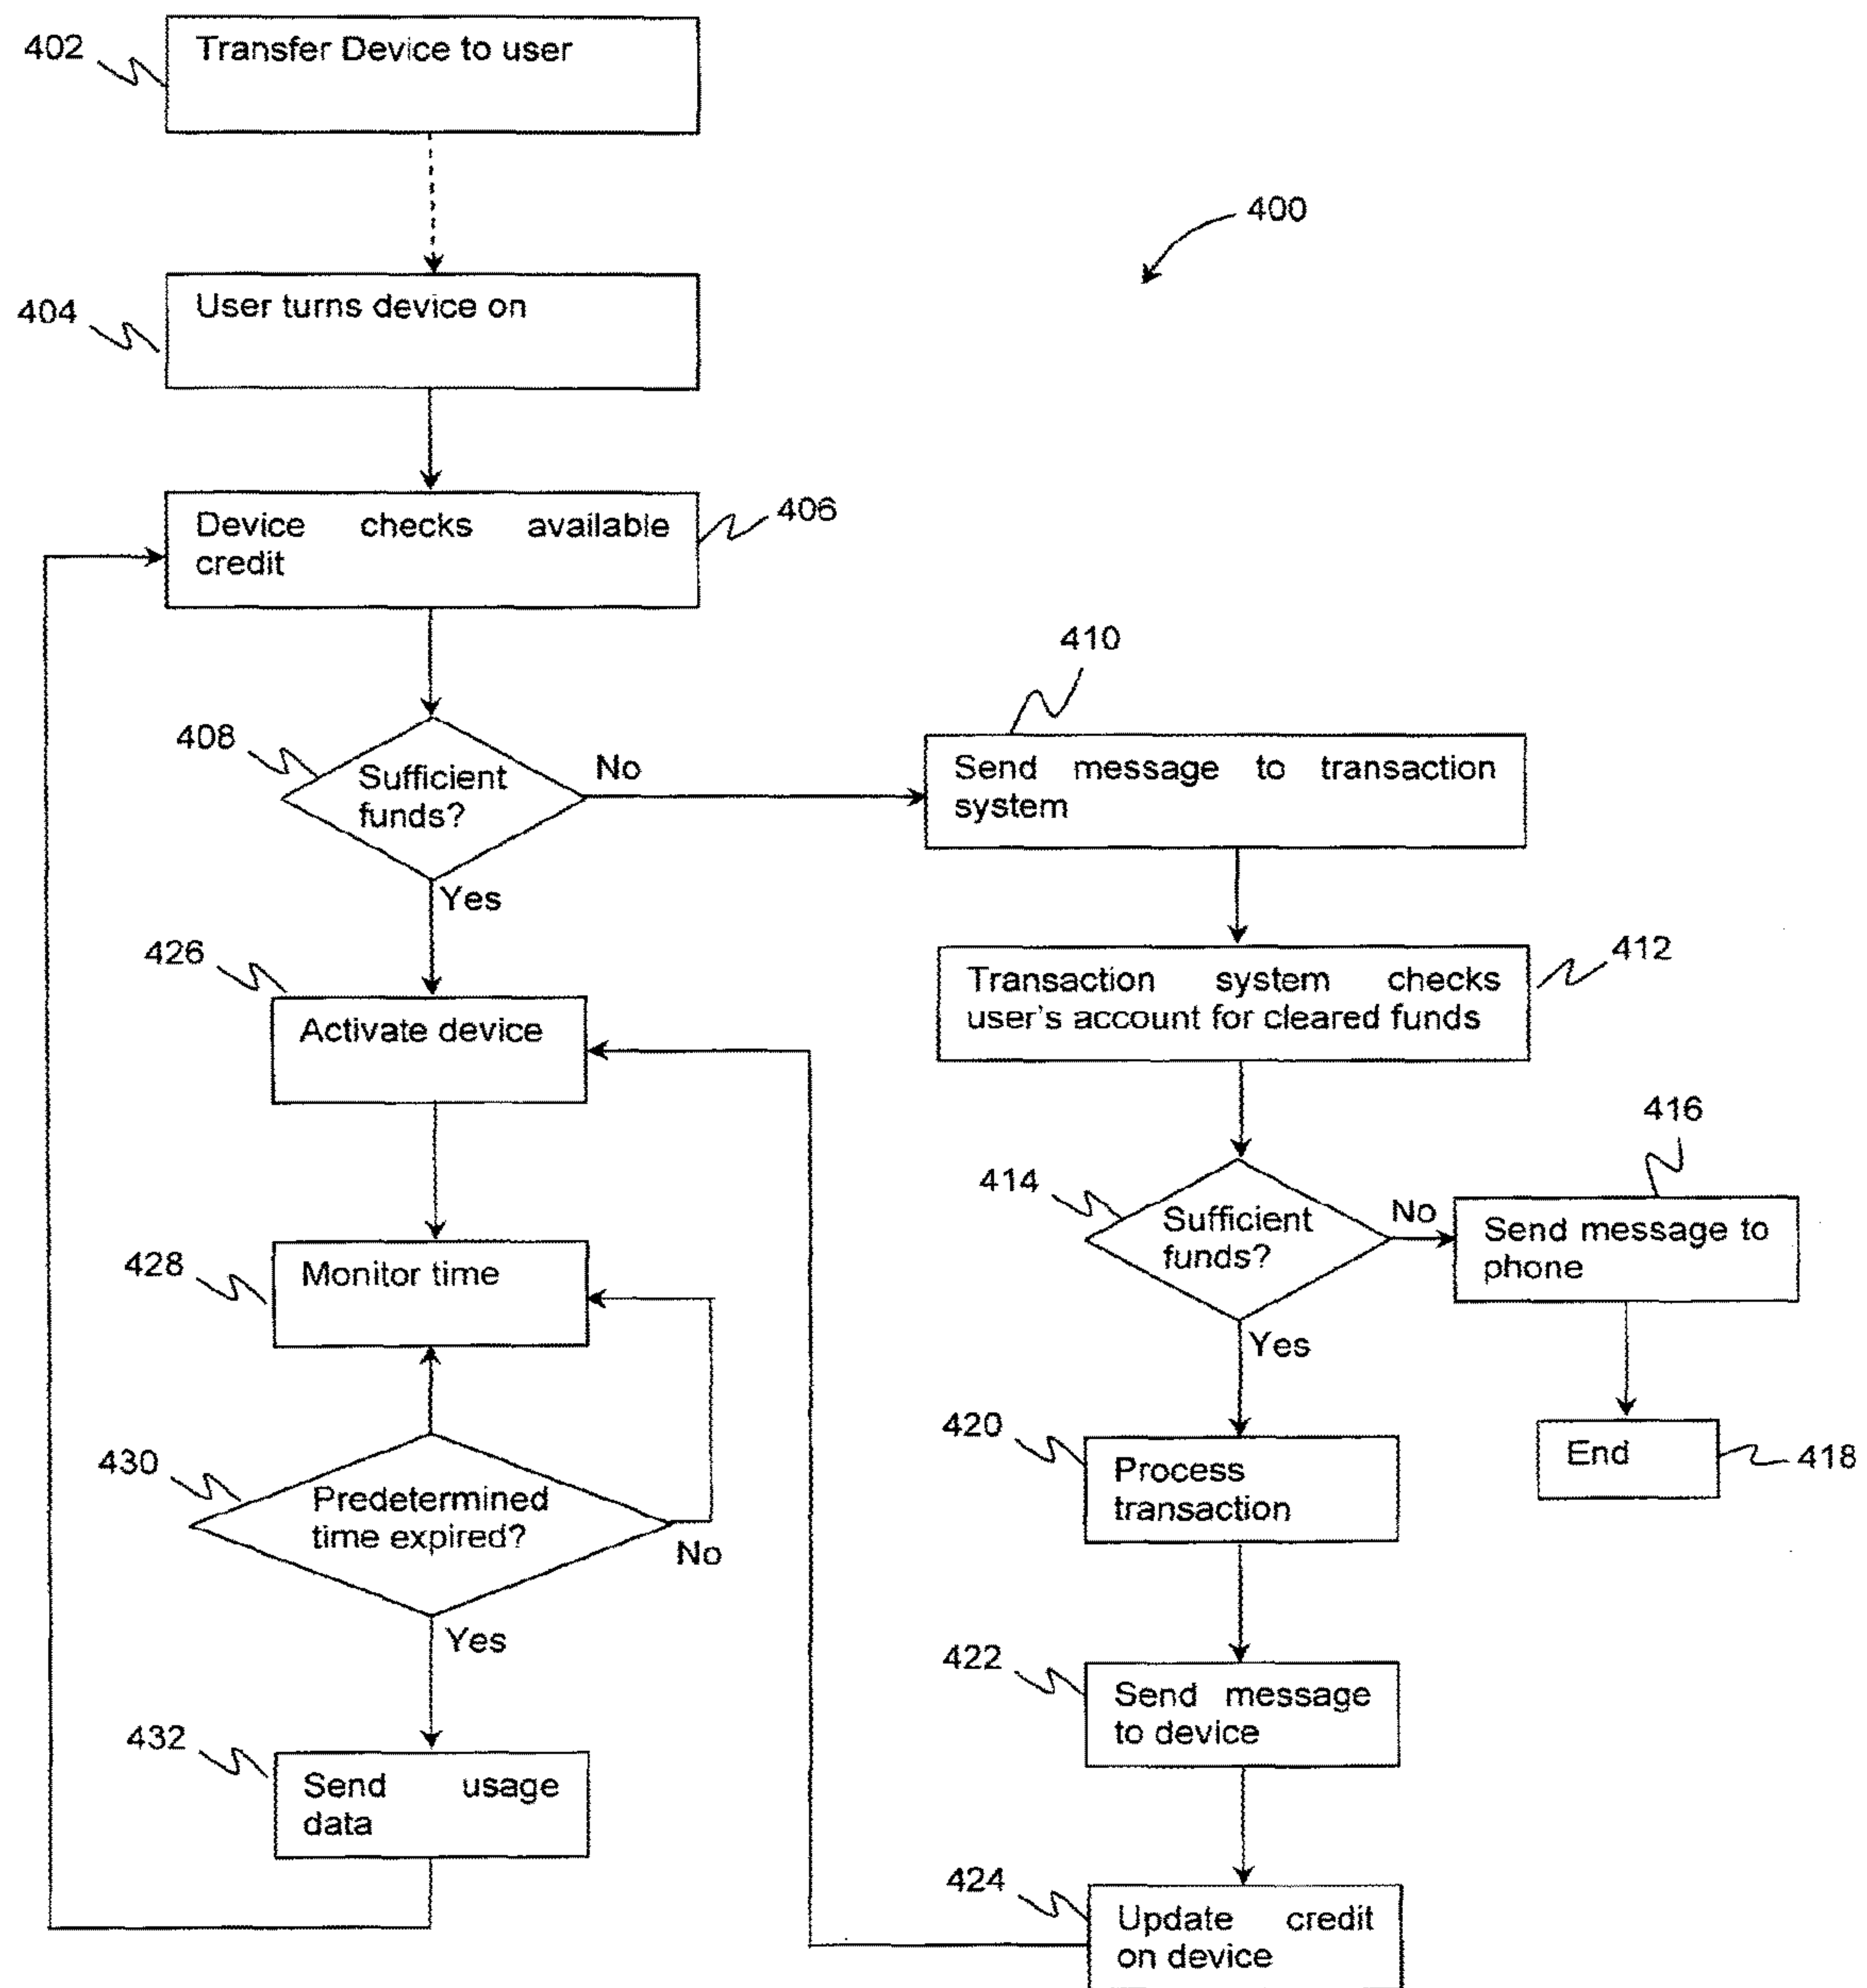 402
Transfer Device to user
400
404
User turns device on
406
Device checks available
credit
410
408
Sufficient
funds?
No
Send message to transaction
system
Yes
426
Activate device
412
Transaction system checks
user's account for cleared funds
416
414
Sufficient
funds?
No
Send message to
phone
428
Monitor time
Yes
430
Predetermined
time expired?
No
420
Process
transaction
End
418
Yes
422
Send message
to device
432
Send usage
data
424
Update credit
on device